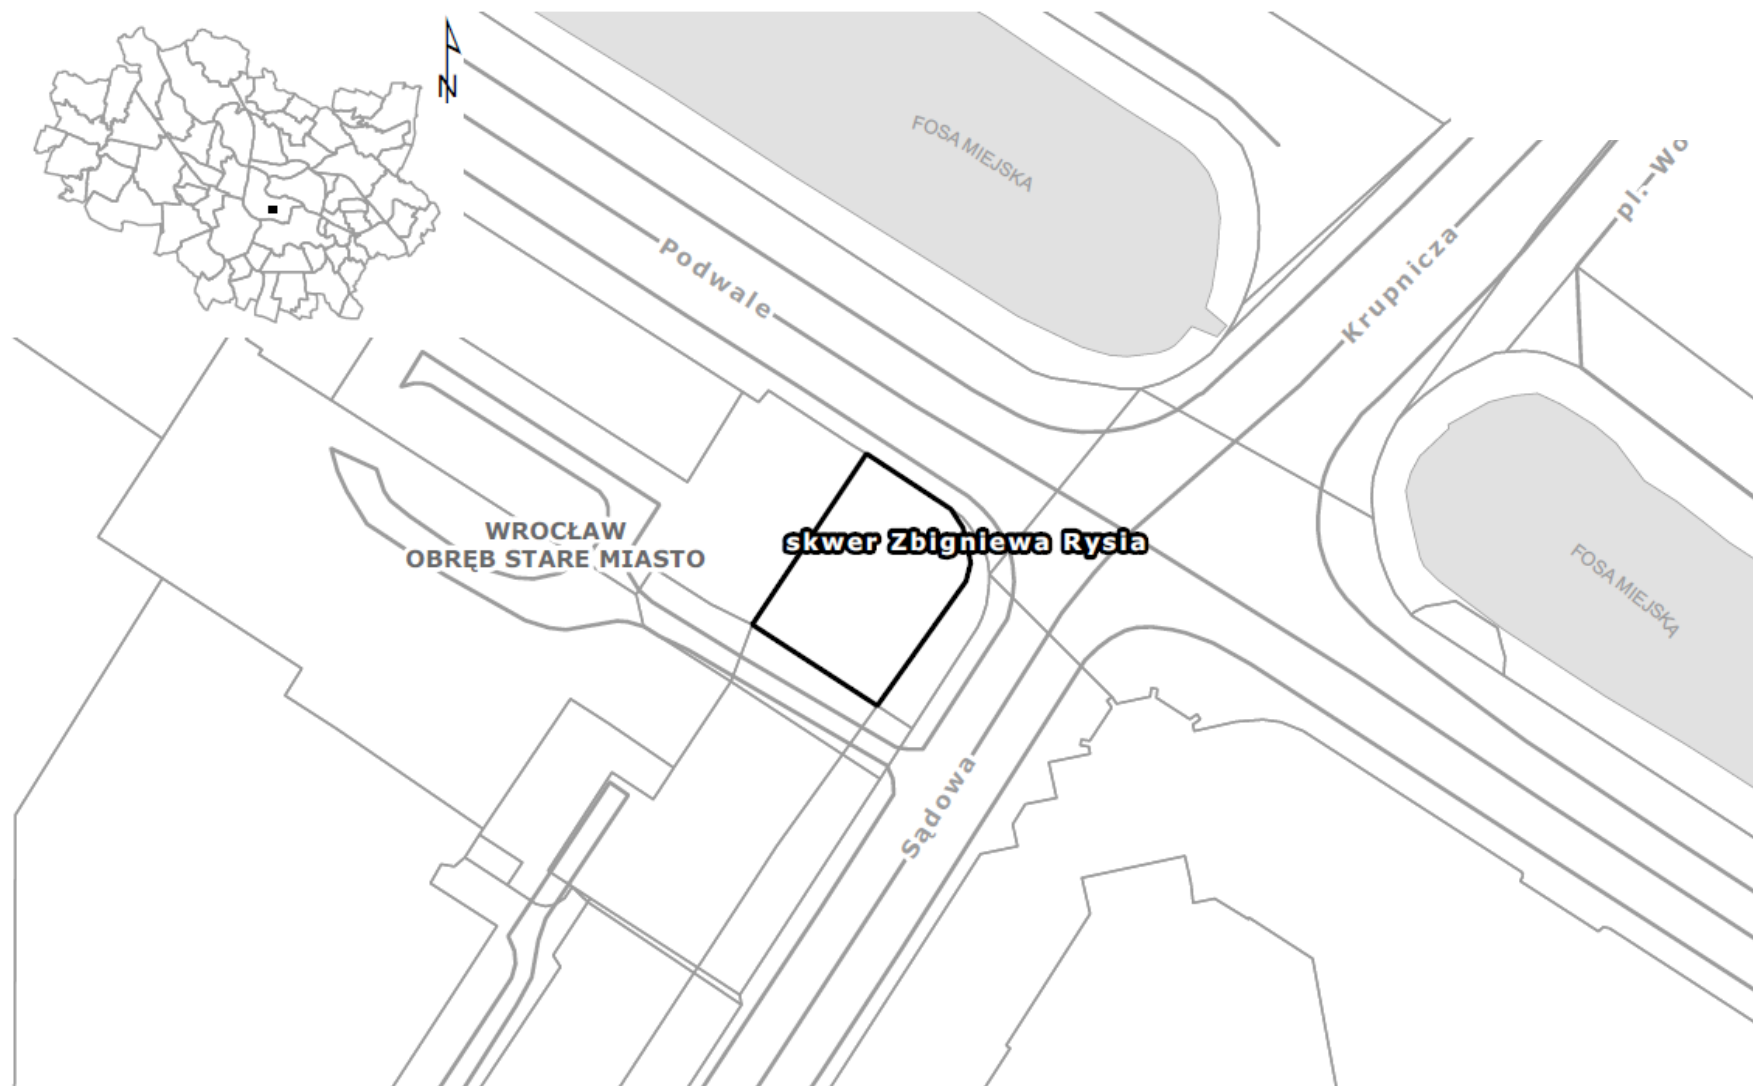 N
FOSA MIEJSKA
pl. Wo
Podwale
Krupnicza
WROCŁAW
OBRĘB STARE MIASTO
skwer Zbigniewa Rysia
FOSA MIEJSKA
Sądowa